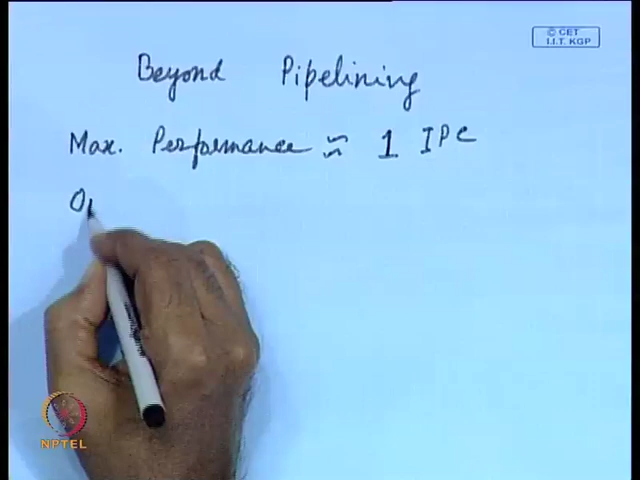 © CET
I.I.T. KGP
Beyond Pipelining
Max. Performance ≈ 1 IPC
NPTEL